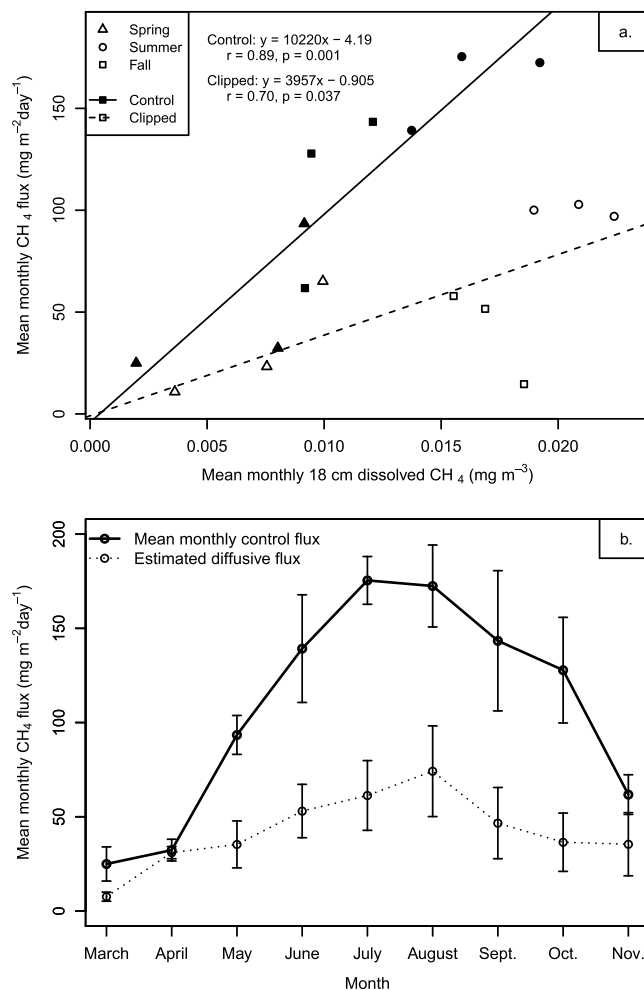 a.
Spring
Summer
Fall
Control
Clipped
Control: y = 10220x − 4.19
r = 0.89, p = 0.001
Clipped: y = 3957x − 0.905
r = 0.70, p = 0.037
Mean monthly CH 4 flux (mg m−2day−1)
150
100
50
0
0.000 0.005 0.010 0.015 0.020
Mean monthly 18 cm dissolved CH 4 (mg m−3)
b.
Mean monthly control flux
Estimated diffusive flux
Mean monthly CH4 flux (mg m−2day−1)
200
150
100
50
0
March April May June July August Sept. Oct. Nov.
Month